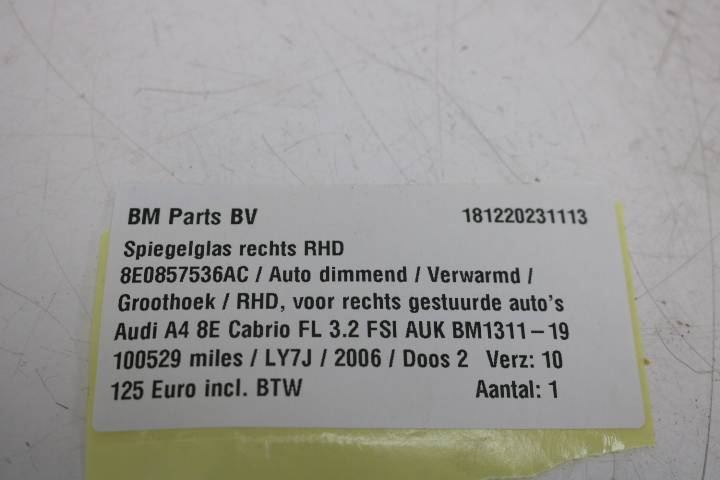 BM Parts BV 181220231113
Spiegelglas rechts RHD
8E0857536AC / Auto dimmend / Verwarmd /
Groothoek / RHD, voor rechts gestuurde auto's
Audi A4 8E Cabrio FL 3.2 FSI AUK BM1311-19
100529 miles / LY7J / 2006 / Doos 2 Verz: 10
125 Euro incl. BTW Aantal: 1